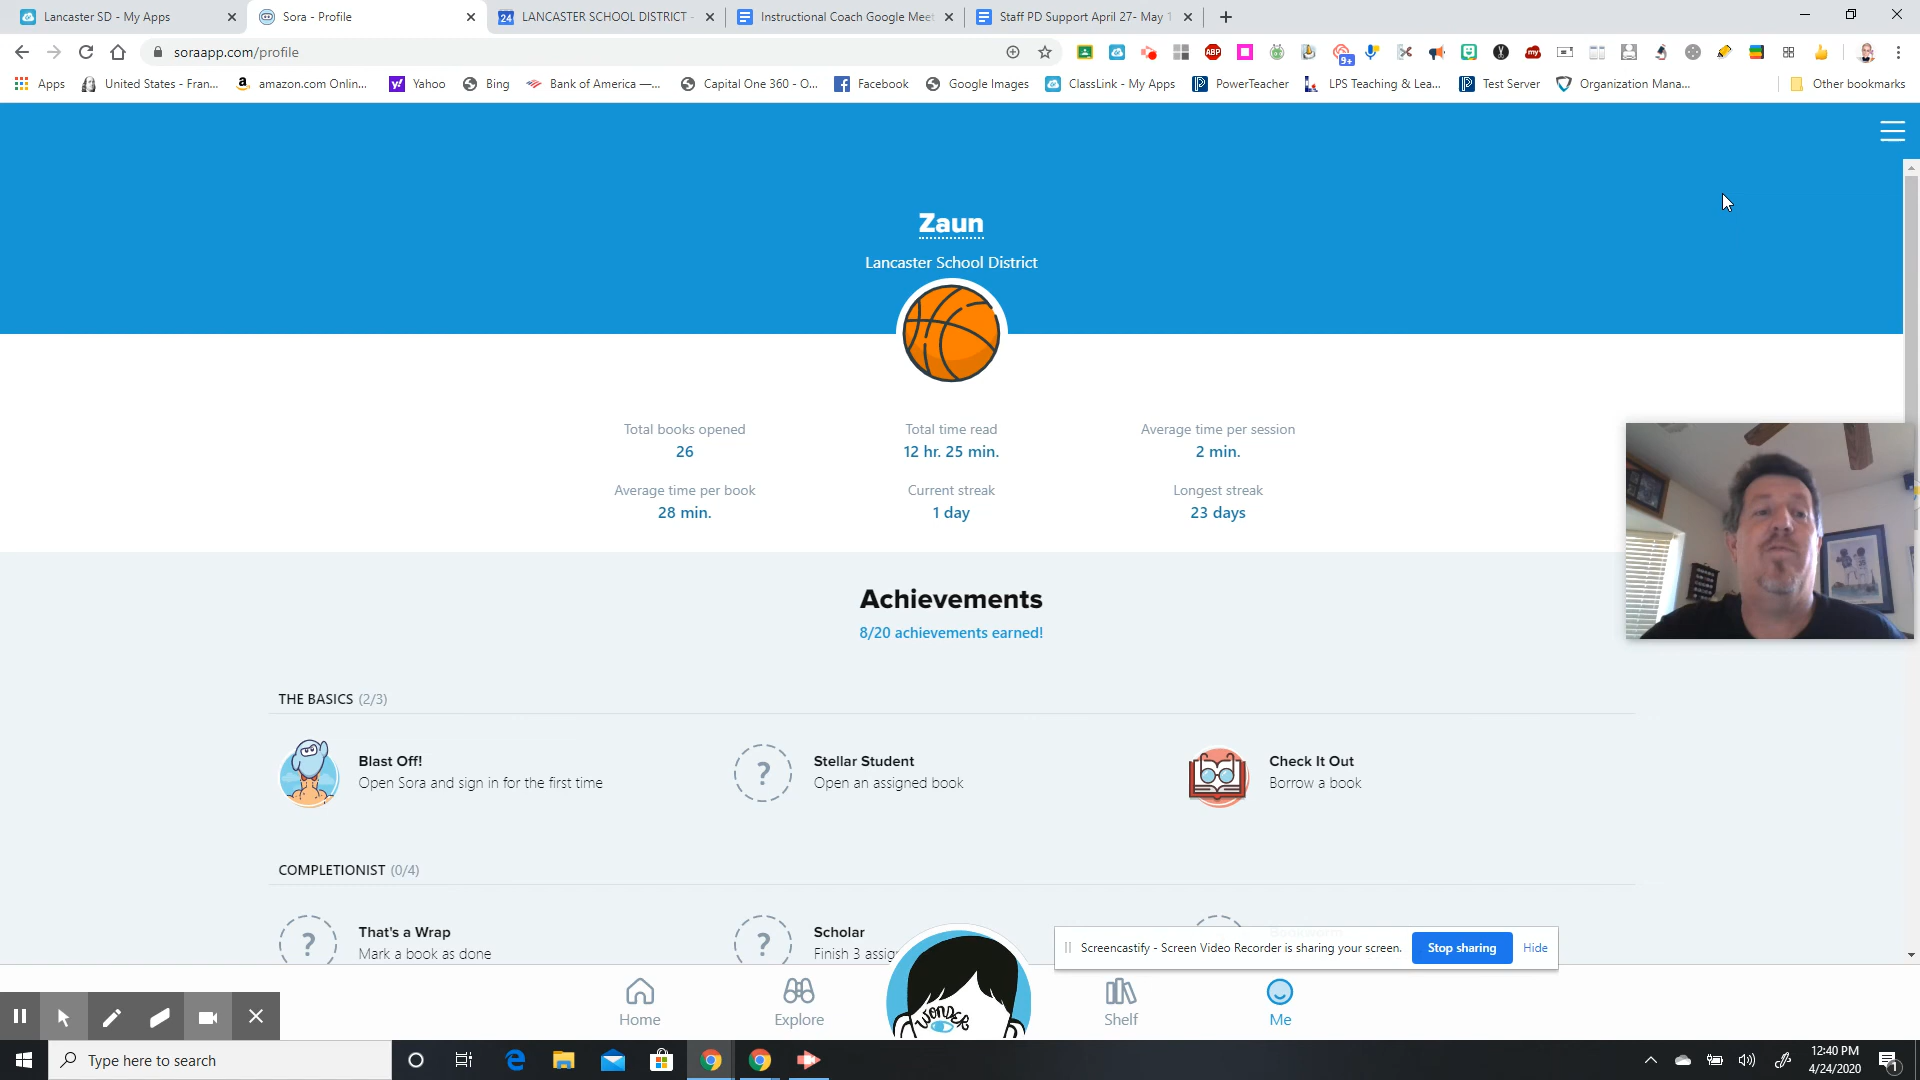 Lancaster SD - My Apps
Sora - Profile
24 LANCASTER SCHOOL DISTRICT -
Instructional Coach Google Meet
Staff PD Support April 27- May 1
soraapp.com/profile
ABP
9+
my
Apps
United States - Fran...
amazon.com Onlin...
Yahoo
Bing
Bank of America —...
Capital One 360 - O...
Facebook
Google Images
ClassLink - My Apps
PowerTeacher
LPS Teaching & Lea...
Test Server
Organization Mana...
Other bookmarks
Zaun
Lancaster School District
Total books opened
26
Total time read
12 hr. 25 min.
Average time per session
2 min.
Average time per book
28 min.
Current streak
1 day
Longest streak
23 days
Achievements
8/20 achievements earned!
THE BASICS (2/3)
Blast Off!
Open Sora and sign in for the first time
?
Stellar Student
Open an assigned book
Check It Out
Borrow a book
COMPLETIONIST (0/4)
?
That's a Wrap
Mark a book as done
?
Scholar
Finish 3 assig
Screencastify - Screen Video Recorder is sharing your screen.
Stop sharing
Hide
Home
Explore
WONDER
Shelf
Me
Type here to search
12:40 PM
4/24/2020
1